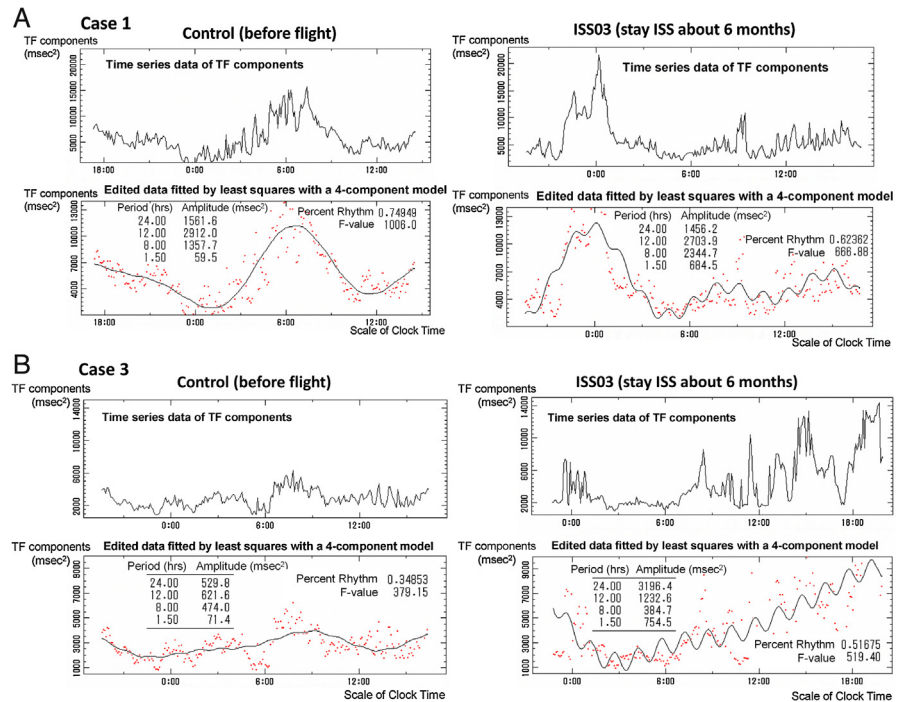 A
Case 1
Control (before flight)
TF components
(msec²)
Time series data of TF components
20000
15000
10000
5000
18:00 0:00 6:00 12:00
TF components
(msec²)
Edited data fitted by least squares with a 4-component model
13000
10000
7000
4000
Period (hrs) Amplitude (msec²)
24.00 1561.6
12.00 2912.0
8.00 1357.7
1.50 59.5
Percent Rhythm 0.74949
F-value 1006.0
18:00 0:00 6:00 12:00
Scale of Clock Time
ISS03 (stay ISS about 6 months)
TF components
(msec²)
Time series data of TF components
20000
15000
10000
5000
0:00 6:00 12:00
TF components
(msec²)
Edited data fitted by least squares with a 4-component model
13000
10000
7000
4000
Period (hrs) Amplitude (msec²)
24.00 1456.2
12.00 2703.9
8.00 2344.7
1.50 684.5
Percent Rhythm 0.62362
F-value 666.88
0:00 6:00 12:00
Scale of Clock Time
B
Case 3
Control (before flight)
TF components
(msec²)
Time series data of TF components
14000
10000
6000
2000
0:00 6:00 12:00
TF components
(msec²)
Edited data fitted by least squares with a 4-component model
9000
7000
5000
3000
1000
Period (hrs) Amplitude (msec²)
24.00 529.8
12.00 621.6
8.00 474.0
1.50 71.4
Percent Rhythm 0.34853
F-value 379.15
0:00 6:00 12:00
Scale of Clock Time
ISS03 (stay ISS about 6 months)
TF components
(msec²)
Time series data of TF components
14000
10000
6000
2000
0:00 6:00 12:00 18:00
TF components
(msec²)
Edited data fitted by least squares with a 4-component model
9000
7000
5000
3000
1000
Period (hrs) Amplitude (msec²)
24.00 3196.4
12.00 1232.6
8.00 384.7
1.50 754.5
Percent Rhythm 0.51675
F-value 519.40
0:00 6:00 12:00 18:00
Scale of Clock Time